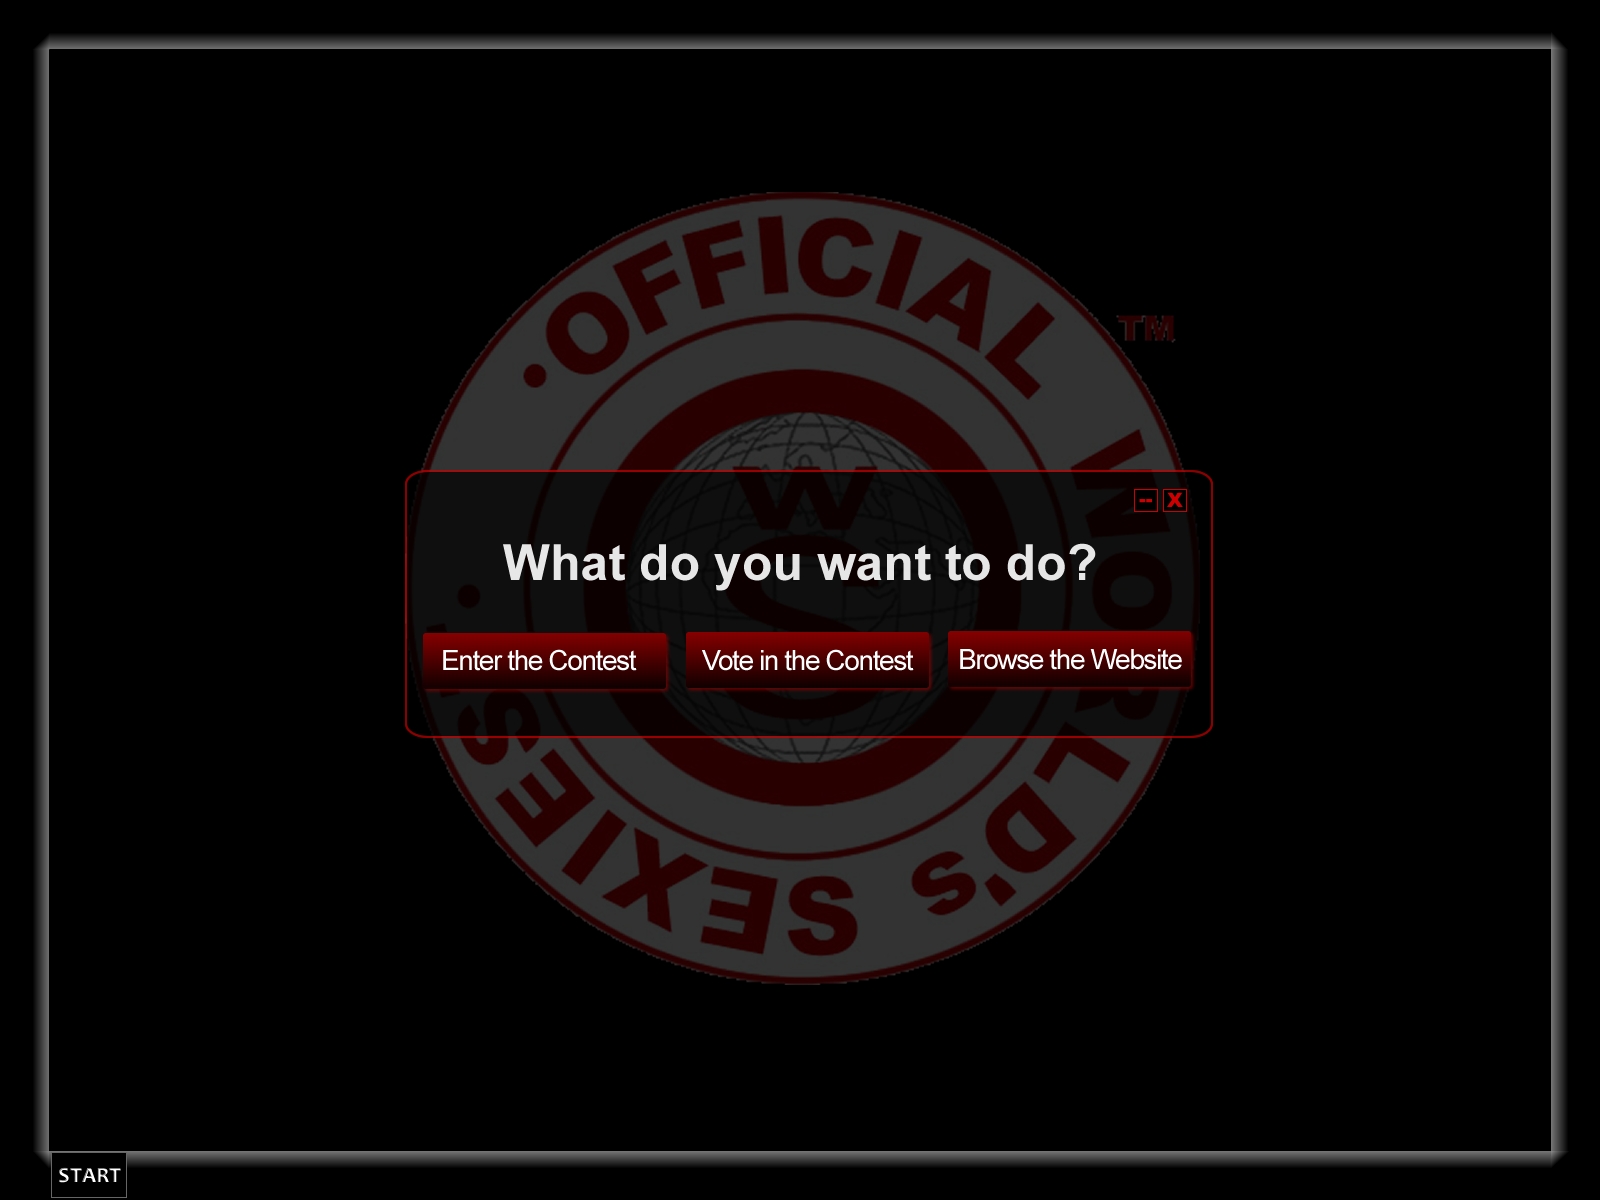 •OFFICIAL WORLD'S SEXIES
TM
W
S
-- X
What do you want to do?
Enter the Contest
Vote in the Contest
Browse the Website
START